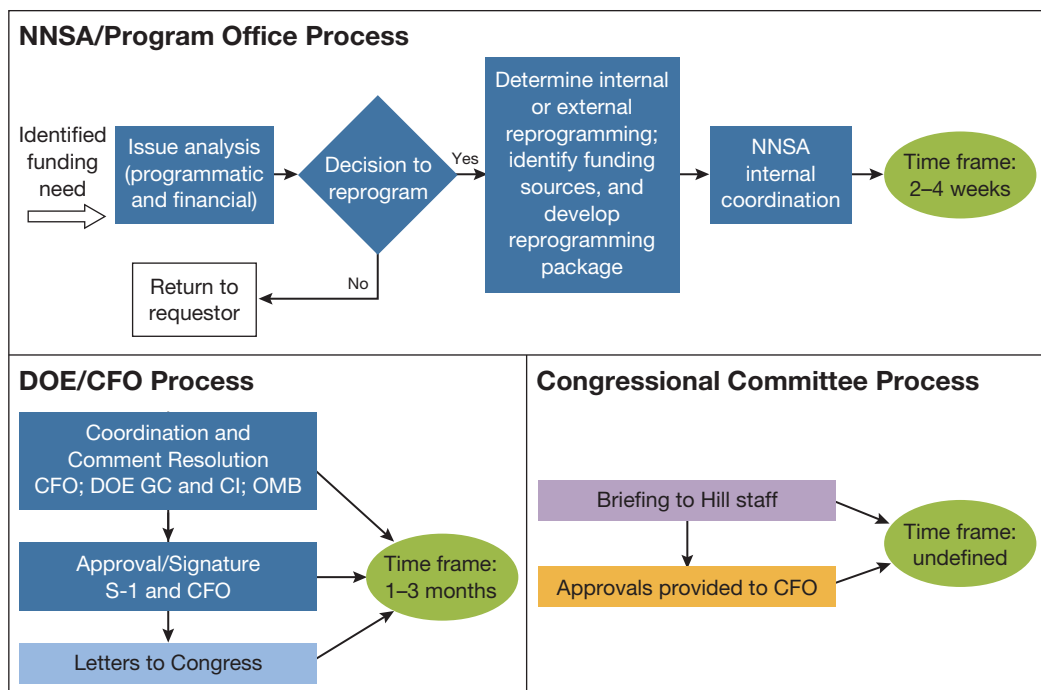 NNSA/Program Office Process
Identified
funding
need
Issue analysis
(programmatic
and financial)
Decision to
reprogram
Yes
No
Return to
requestor
Determine internal
or external
reprogramming;
identify funding
sources, and
develop
reprogramming
package
NNSA
internal
coordination
Time frame:
2–4 weeks
DOE/CFO Process
Coordination and
Comment Resolution
CFO; DOE GC and CI; OMB
Approval/Signature
S-1 and CFO
Letters to Congress
Time frame:
1–3 months
Congressional Committee Process
Briefing to Hill staff
Approvals provided to CFO
Time frame:
undefined